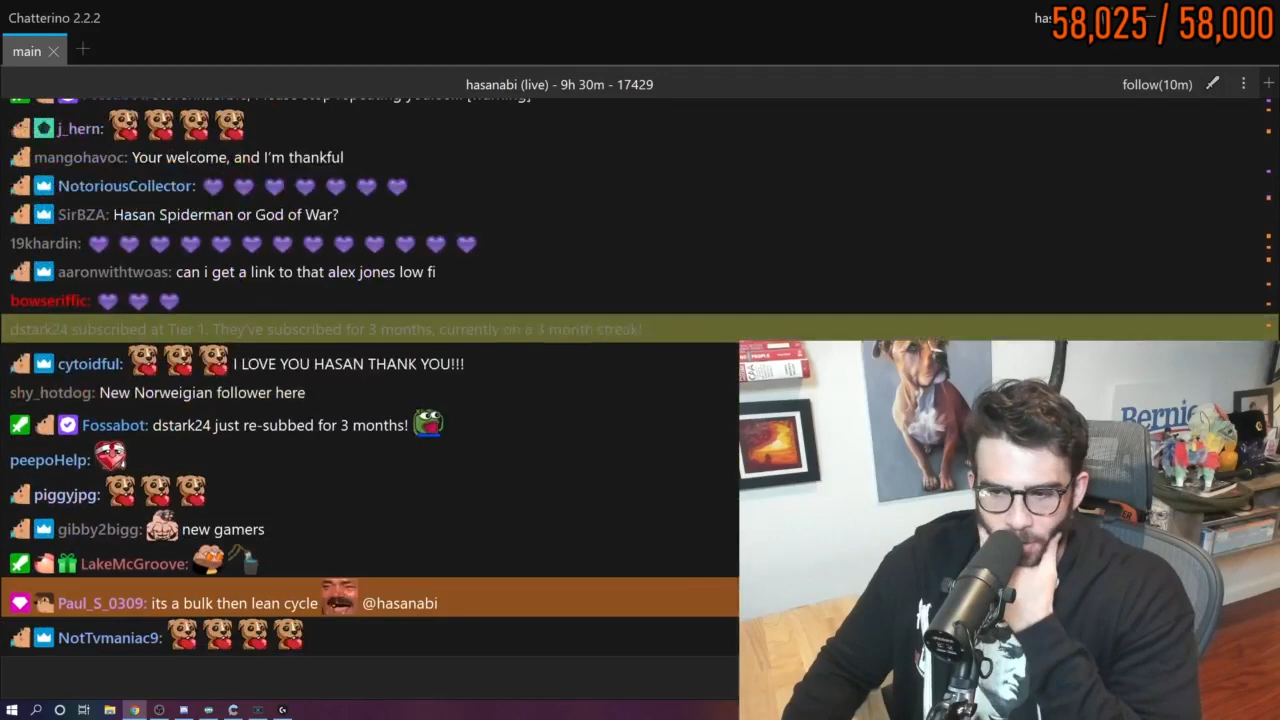 Chatterino 2.2.2
58,025 / 58,000
main
hasanabi (live) - 9h 30m - 17429
follow(10m)
j_hern:
mangohavoc: Your welcome, and I'm thankful
NotoriousCollector:
SirBZA: Hasan Spiderman or God of War?
19khardin:
aaronwithtwoas: can i get a link to that alex jones low fi
bowseriffic:
dstark24 subscribed at Tier 1. They've subscribed for 3 months, currently on a 3 month streak!
cytoidful: I LOVE YOU HASAN THANK YOU!!!
shy_hotdog: New Norweigian follower here
Fossabot: dstark24 just re-subbed for 3 months!
peepoHelp:
piggyjpg:
gibby2bigg: new gamers
LakeMcGroove:
Paul_S_0309: its a bulk then lean cycle @hasanabi
NotTvmaniac9:
Bernie